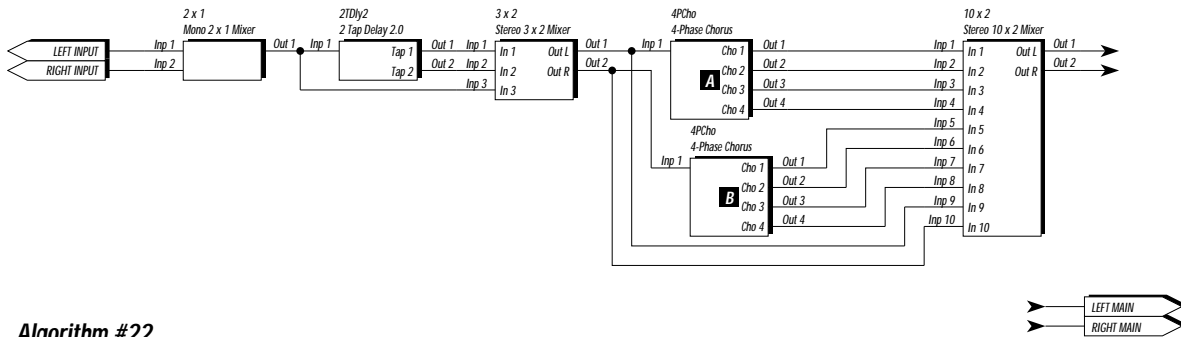 2 x 1
Mono 2 x 1 Mixer
LEFT INPUT
RIGHT INPUT
Inp 1
Inp 2
Out 1
2TDly2
2 Tap Delay 2.0
Inp 1
Tap 1
Tap 2
Out 1
Out 2
3 x 2
Stereo 3 x 2 Mixer
Inp 1
Inp 2
Inp 3
In 1
In 2
In 3
Out L
Out R
Out 1
Out 2
4PCho
4-Phase Chorus
Inp 1
Cho 1
Cho 2
Cho 3
Cho 4
A
Out 1
Out 2
Out 3
Out 4
4PCho
4-Phase Chorus
Inp 1
Cho 1
Cho 2
Cho 3
Cho 4
B
Out 1
Out 2
Out 3
Out 4
10 x 2
Stereo 10 x 2 Mixer
Inp 1
Inp 2
Inp 3
Inp 4
Inp 5
Inp 6
Inp 7
Inp 8
Inp 9
Inp 10
In 1
In 2
In 3
In 4
In 5
In 6
In 7
In 8
In 9
In 10
Out L
Out R
Out 1
Out 2
LEFT MAIN
RIGHT MAIN
Algorithm #22